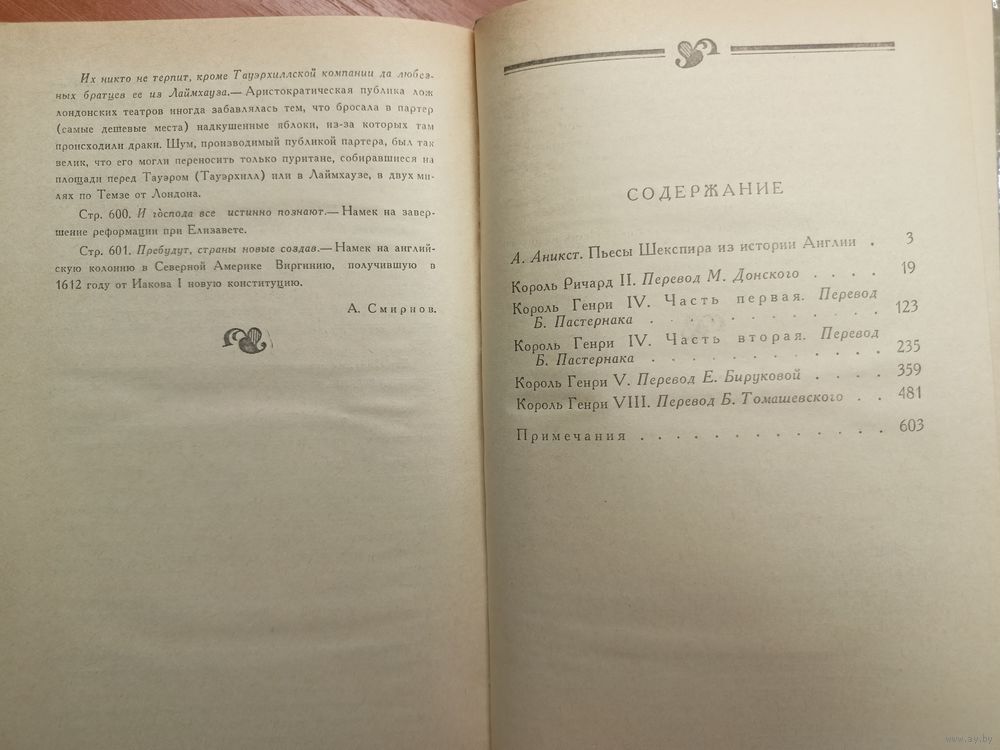 Их никто не терпит, кроме Тауэрхиллской компании да любез-
ных братцев ее из Лаймхауза.— Аристократическая публика лож
лондонских театров иногда забавлялась тем, что бросала в партер
(самые дешевые места) надкушенные яблоки, из-за которых там
происходили драки. Шум, производимый публикой партера, был так
велик, что его могли переносить только пуритане, собиравшиеся на
площади перед Тауэром (Тауэрхилл) или в Лаймхаузе, в двух ми-
лях по Темзе от Лондона.
Стр. 600. И господа все истинно познают.— Намек на завер-
шение реформации при Елизавете.
Стр. 601. Пребудут, страны новые создав.— Намек на англий-
скую колонию в Северной Америке Виргинию, получившую в
1612 году от Иакова I новую конституцию.
А. Смирнов.
СОДЕРЖАНИЕ
А. Аникст. Пьесы Шекспира из истории Англии . 3
Король Ричард II. Перевод М. Донского . . . . 19
Король Генри IV. Часть первая. Перевод
Б. Пастернака . . . . . . . . . . . 123
Король Генри IV. Часть вторая. Перевод
Б. Пастернака . . . . . . . . . . . 235
Король Генри V. Перевод Е. Бируковой . . . . 359
Король Генри VIII. Перевод Б. Томашевского . . 481
Примечания . . . . . . . . . . . . 603
www.ay.by